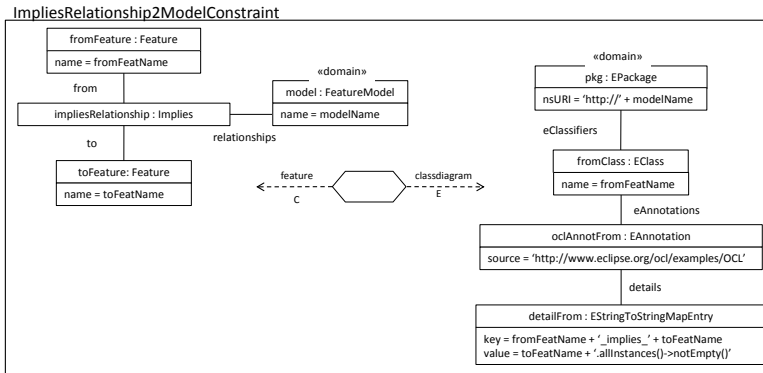 ImpliesRelationship2ModelConstraint
fromFeature : Feature
name = fromFeatName
from
impliesRelationship : Implies
relationships
«domain»
model : FeatureModel
name = modelName
to
toFeature: Feature
name = toFeatName
feature
C
classdiagram
E
«domain»
pkg : EPackage
nsURI = ‘http://’ + modelName
eClassifiers
fromClass : EClass
name = fromFeatName
eAnnotations
oclAnnotFrom : EAnnotation
source = ‘http://www.eclipse.org/ocl/examples/OCL’
details
detailFrom : EStringToStringMapEntry
key = fromFeatName + ‘_implies_’ + toFeatName
value = toFeatName + ‘.allInstances()->notEmpty()’